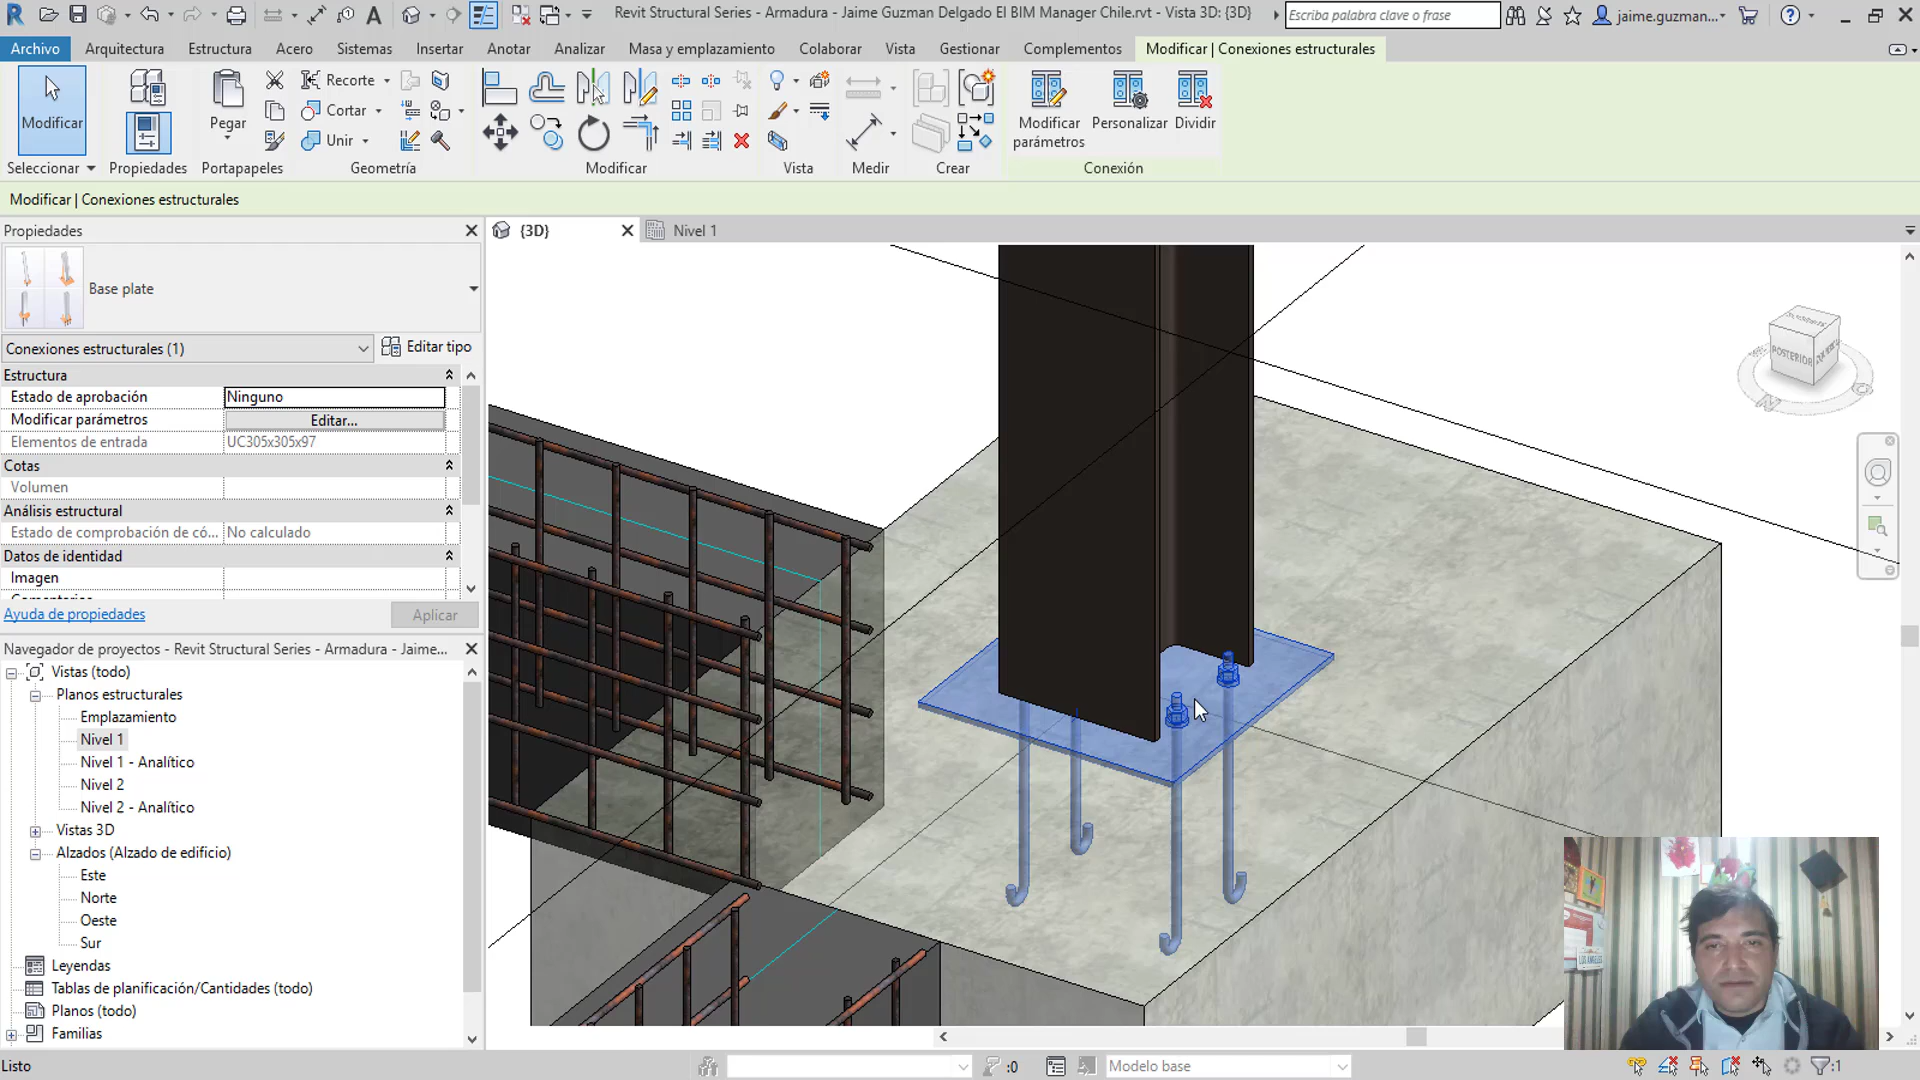 Revit Structural Series - Armadura - Jaime Guzman Delgado El BIM Manager Chile.rvt - Vista 3D: {3D}
Escriba palabra clave o frase
jaime.guzman...
Archivo
Arquitectura
Estructura
Acero
Sistemas
Insertar
Anotar
Analizar
Masa y emplazamiento
Colaborar
Vista
Gestionar
Complementos
Modificar | Conexiones estructurales
Modificar
Pegar
Recorte
Cortar
Unir
Modificar parámetros
Personalizar
Dividir
Seleccionar
Propiedades
Portapapeles
Geometría
Modificar
Vista
Medir
Crear
Conexión
Modificar | Conexiones estructurales
Propiedades
{3D}
Nivel 1
Base plate
Conexiones estructurales (1)
Editar tipo
Estructura
Estado de aprobación
Ninguno
Modificar parámetros
Editar...
Elementos de entrada
UC305x305x97
Cotas
Volumen
Análisis estructural
Estado de comprobación de có...
No calculado
Datos de identidad
Imagen
Ayuda de propiedades
Aplicar
Navegador de proyectos - Revit Structural Series - Armadura - Jaime...
Vistas (todo)
Planos estructurales
Emplazamiento
Nivel 1
Nivel 1 - Analítico
Nivel 2
Nivel 2 - Analítico
Vistas 3D
Alzados (Alzado de edificio)
Este
Norte
Oeste
Sur
Leyendas
Tablas de planificación/Cantidades (todo)
Planos (todo)
Familias
POSTERIOR
Listo
:0
Modelo base
:1